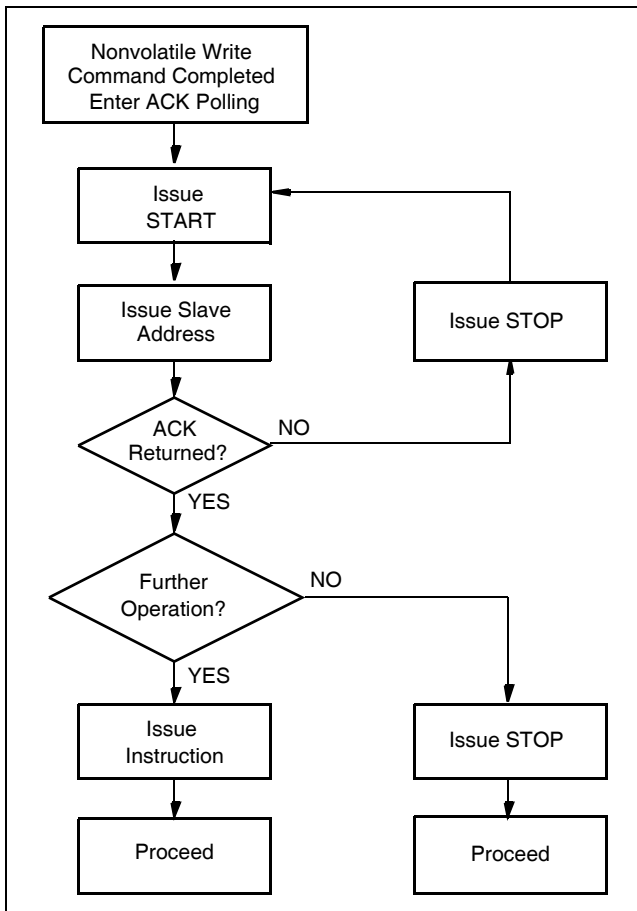 Nonvolatile Write
Command Completed
Enter ACK Polling
Issue
START
Issue Slave
Address
Issue STOP
ACK
Returned?
NO
YES
Further
Operation?
NO
YES
Issue
Instruction
Issue STOP
Proceed
Proceed